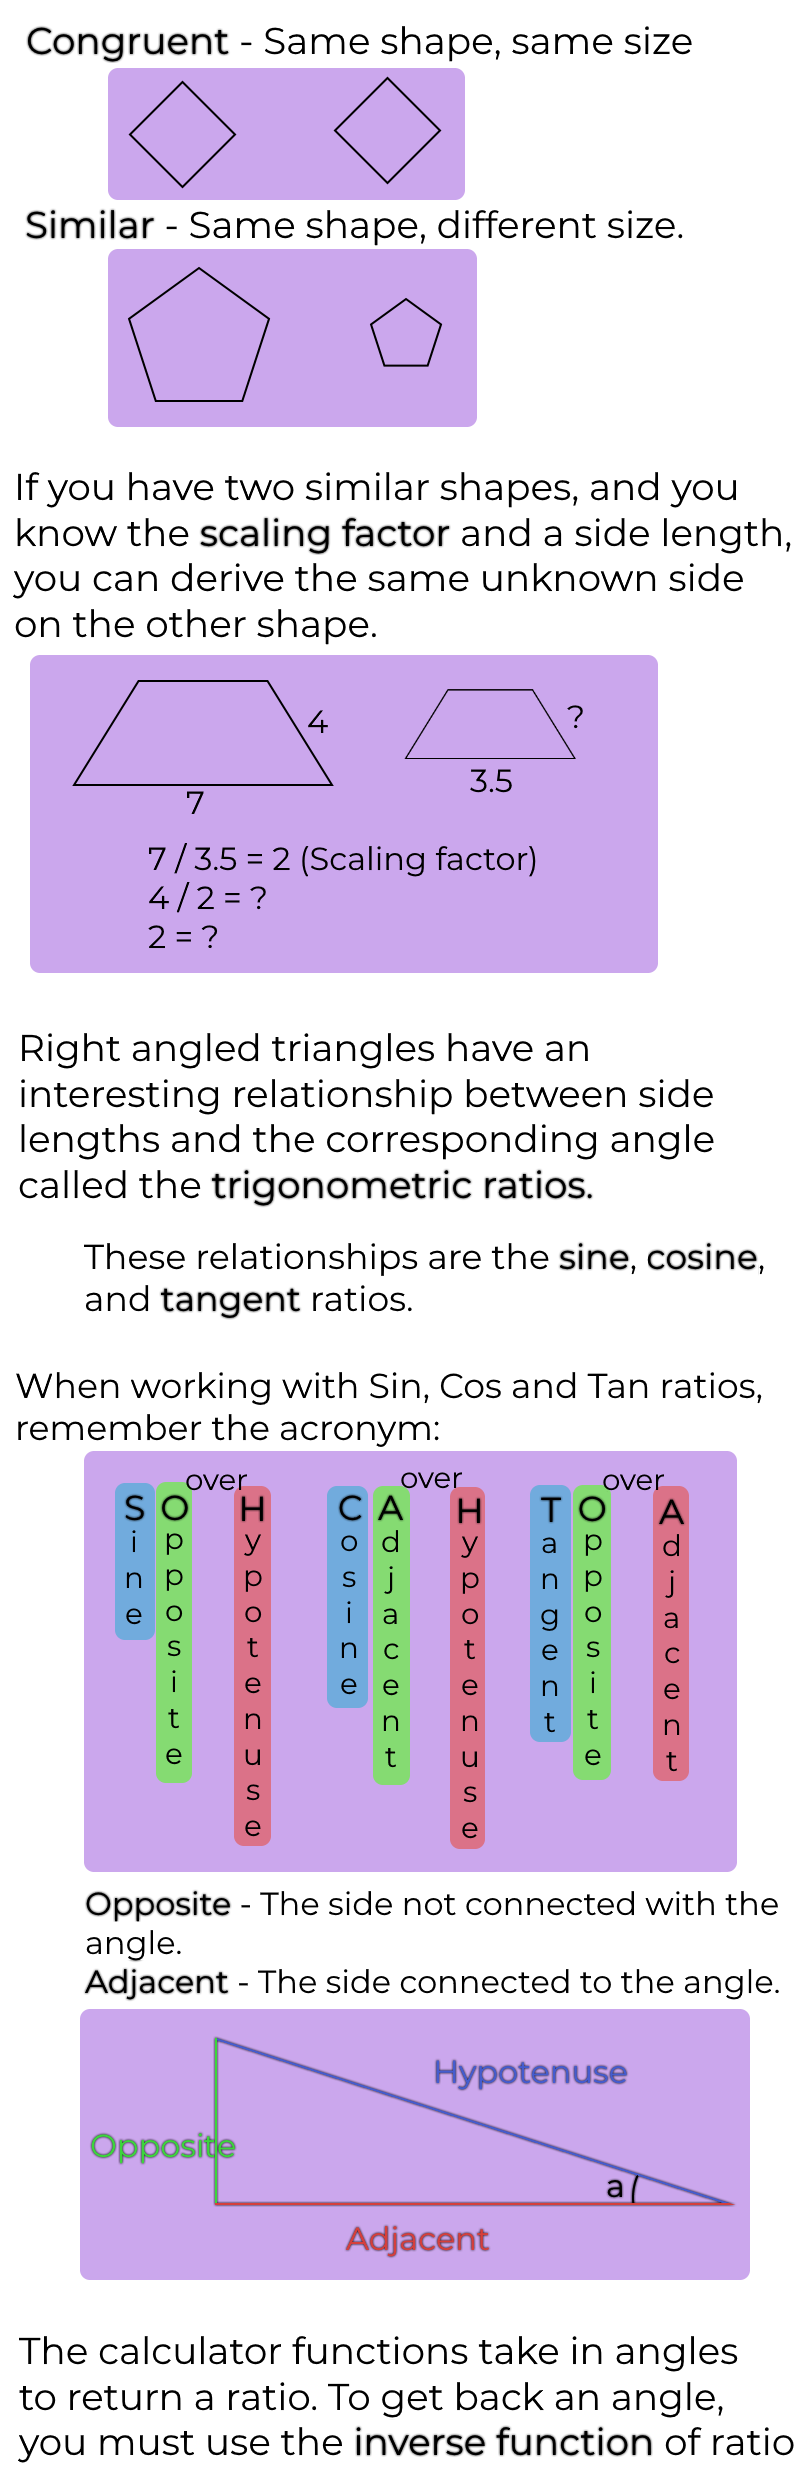 Congruent - Same shape, same size
Similar - Same shape, different size.
If you have two similar shapes, and you
know the scaling factor and a side length,
you can derive the same unknown side
on the other shape.
4
7
?
3.5
7 / 3.5 = 2 (Scaling factor)
4 / 2 = ?
2 = ?
Right angled triangles have an
interesting relationship between side
lengths and the corresponding angle
called the trigonometric ratios.
These relationships are the sine, cosine,
and tangent ratios.
When working with Sin, Cos and Tan ratios,
remember the acronym:
Sine
Opposite
over
Hypotenuse
Cosine
Adjacent
over
Hypotenuse
Tangent
Opposite
over
Adjacent
Opposite - The side not connected with the
angle.
Adjacent - The side connected to the angle.
Hypotenuse
Opposite
a
Adjacent
The calculator functions take in angles
to return a ratio. To get back an angle,
you must use the inverse function of ratio